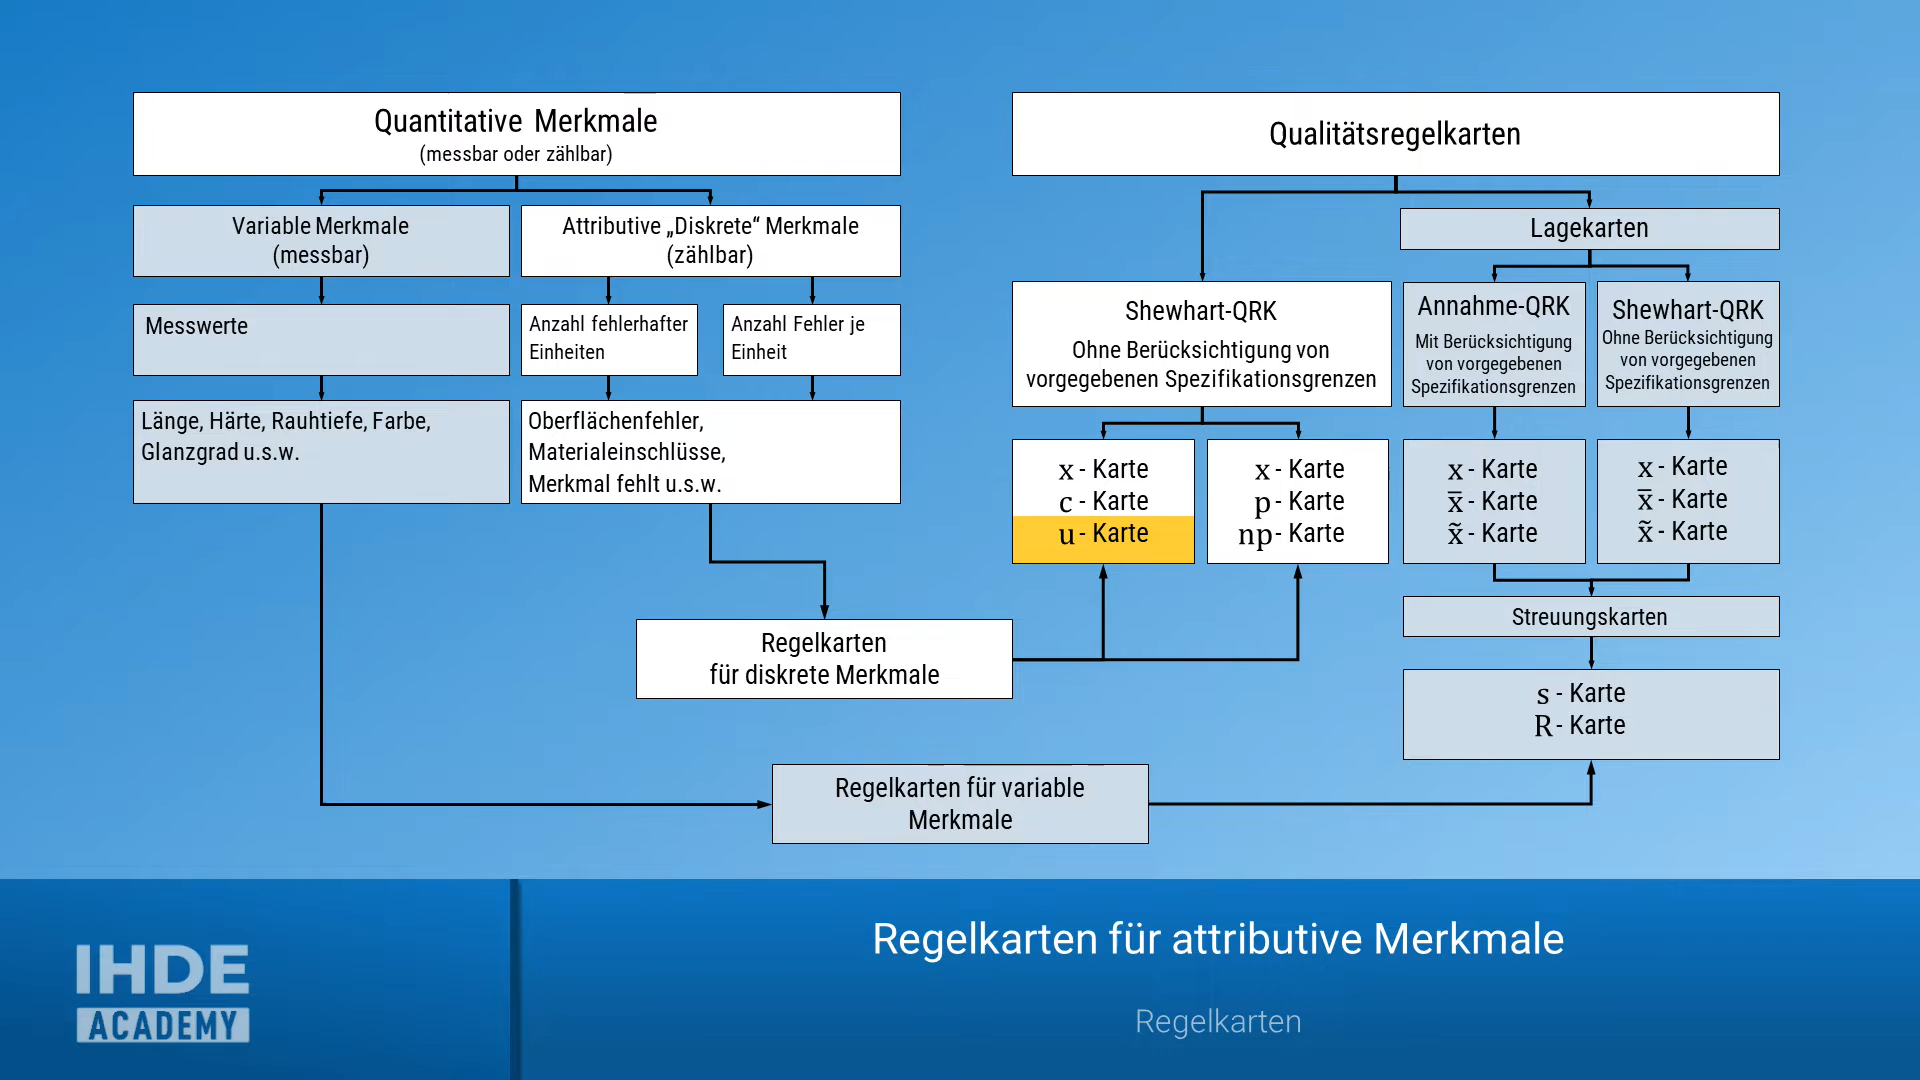 Quantitative Merkmale
(messbar oder zählbar)
Variable Merkmale
(messbar)
Attributive „Diskrete“ Merkmale
(zählbar)
Messwerte
Anzahl fehlerhafter
Einheiten
Anzahl Fehler je
Einheit
Länge, Härte, Rauhtiefe, Farbe,
Glanzgrad u.s.w.
Oberflächenfehler,
Materialeinschlüsse,
Merkmal fehlt u.s.w.
Regelkarten
für diskrete Merkmale
Regelkarten für variable
Merkmale
Qualitätsregelkarten
Lagekarten
Shewhart-QRK
Ohne Berücksichtigung von
vorgegebenen Spezifikationsgrenzen
Annahme-QRK
Mit Berücksichtigung
von vorgegebenen
Spezifikationsgrenzen
Shewhart-QRK
Ohne Berücksichtigung
von vorgegebenen
Spezifikationsgrenzen
x - Karte
c - Karte
u - Karte
x - Karte
p - Karte
np - Karte
x - Karte
x̅ - Karte
x̃ - Karte
x - Karte
x̅ - Karte
x̃ - Karte
Streuungskarten
s - Karte
R - Karte
Regelkarten für attributive Merkmale
Regelkarten
IHDE
ACADEMY